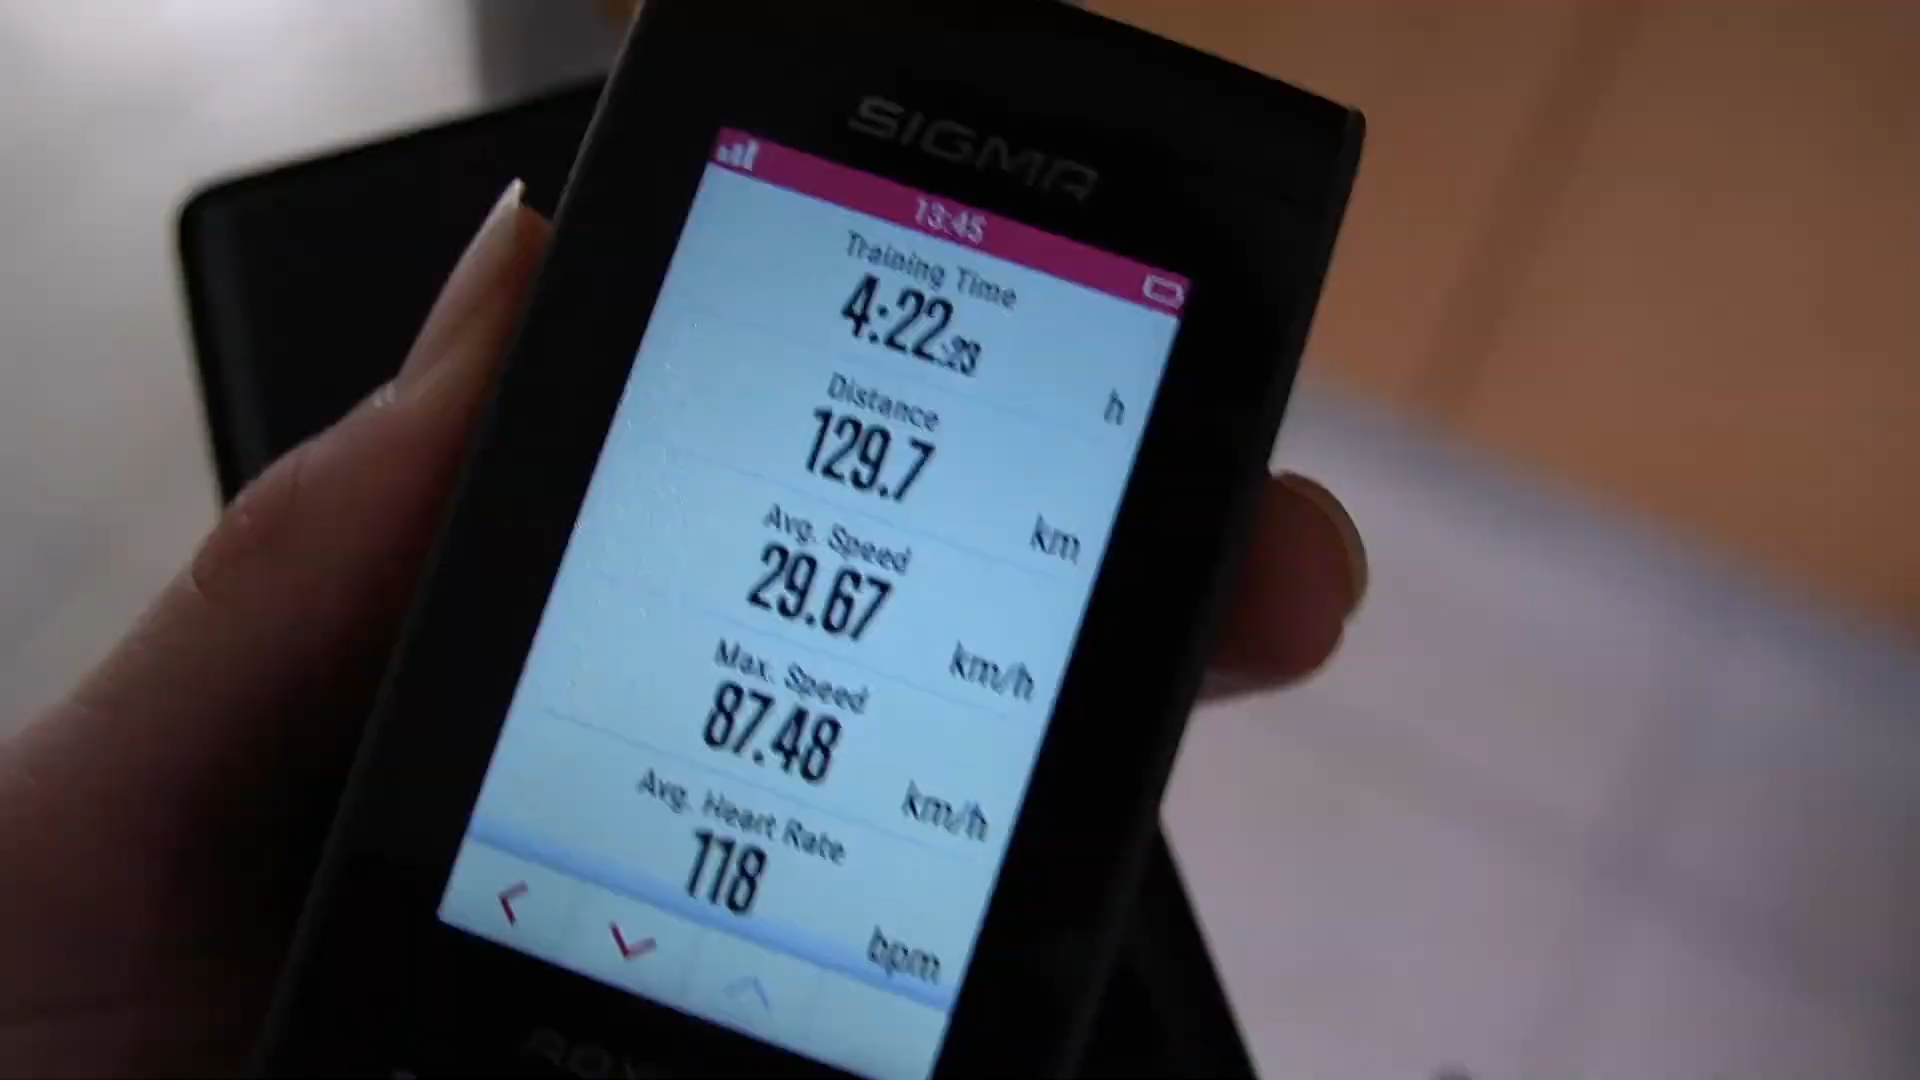 SIGMA
13:45
Training Time
4:22:23
h
Distance
129.7
km
Avg. Speed
29.67
km/h
Max. Speed
87.48
km/h
Avg. Heart Rate
118
bpm